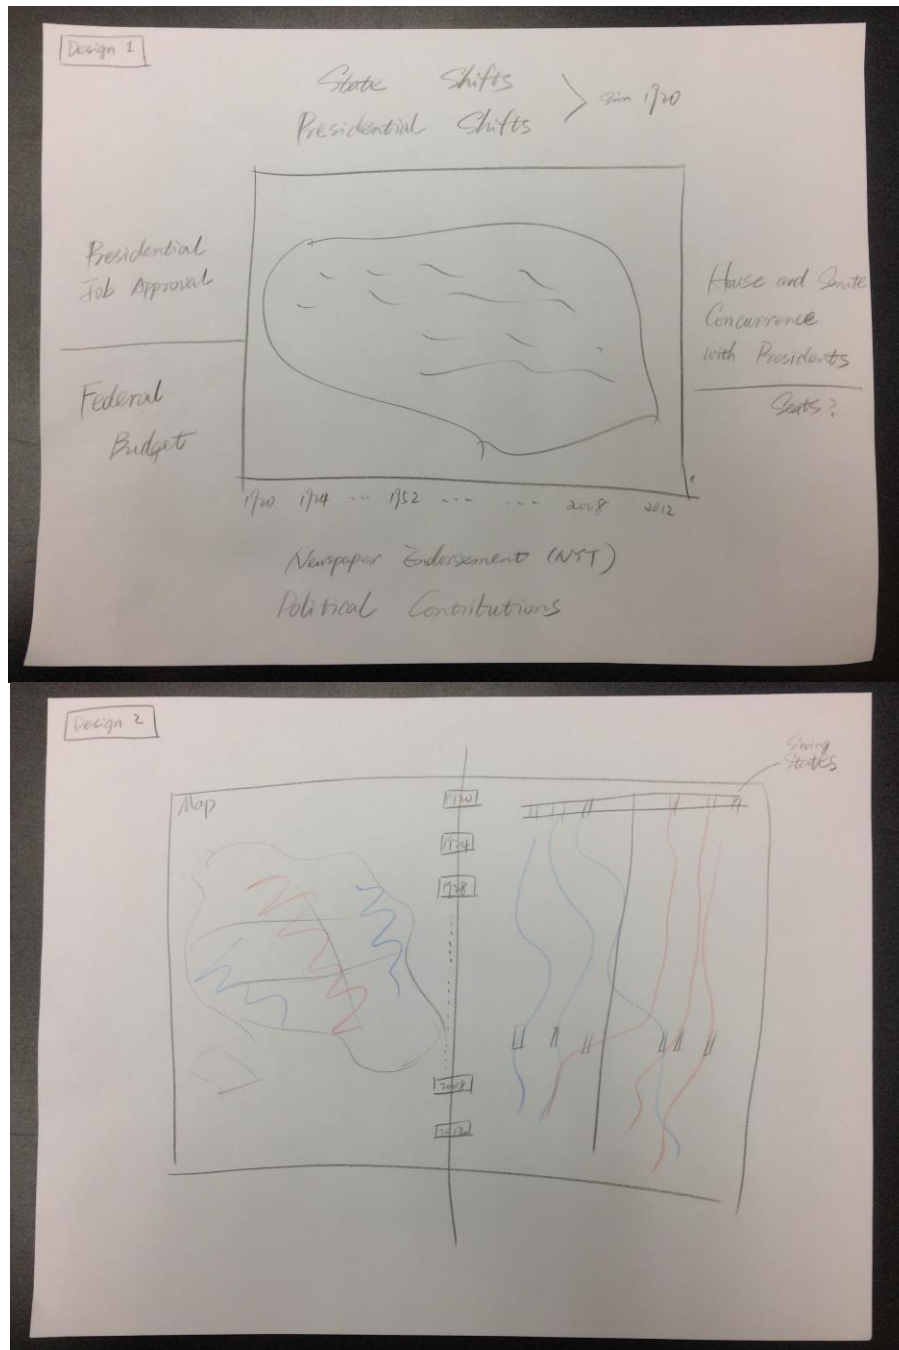 Design 1
State Shifts
Presidential Shifts
sin 1920
Presidential
Job Approval
Federal
Budget
House and Senate
Concurrence
with Presidents
Seats?
1920 1924 --- 1952 --- --- 2008 2012
Newspaper Endorsement (NYT)
Political Contributions
Design 2
Swing
States
Map
1920
1924
1928
2008
2012